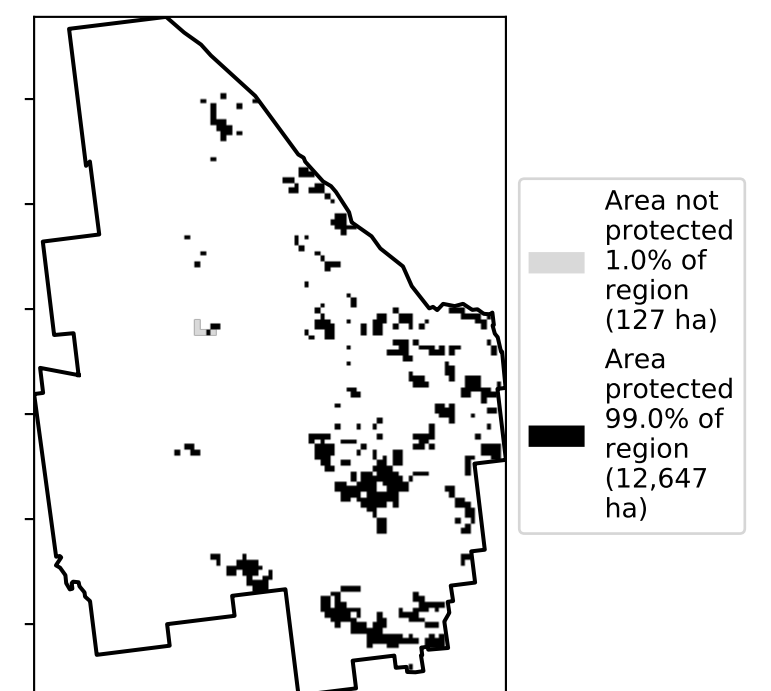 Area not
protected
1.0% of
region
(127 ha)
Area
protected
99.0% of
region
(12,647
ha)